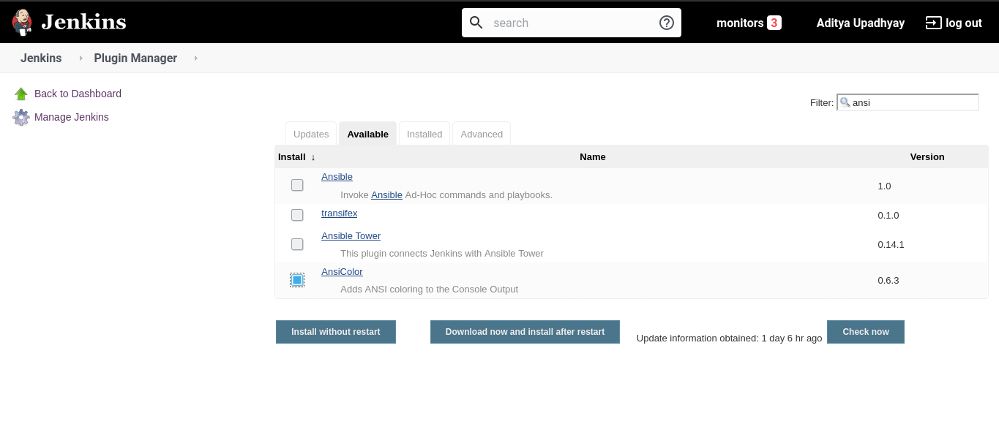 Jenkins
search
monitors 3
Aditya Upadhyay
log out
Jenkins
Plugin Manager
Back to Dashboard
Manage Jenkins
Filter: ansi
Updates
Available
Installed
Advanced
Install ↓
Name
Version
Ansible
Invoke Ansible Ad-Hoc commands and playbooks.
1.0
transifex
0.1.0
Ansible Tower
This plugin connects Jenkins with Ansible Tower
0.14.1
AnsiColor
Adds ANSI coloring to the Console Output
0.6.3
Install without restart
Download now and install after restart
Update information obtained: 1 day 6 hr ago
Check now